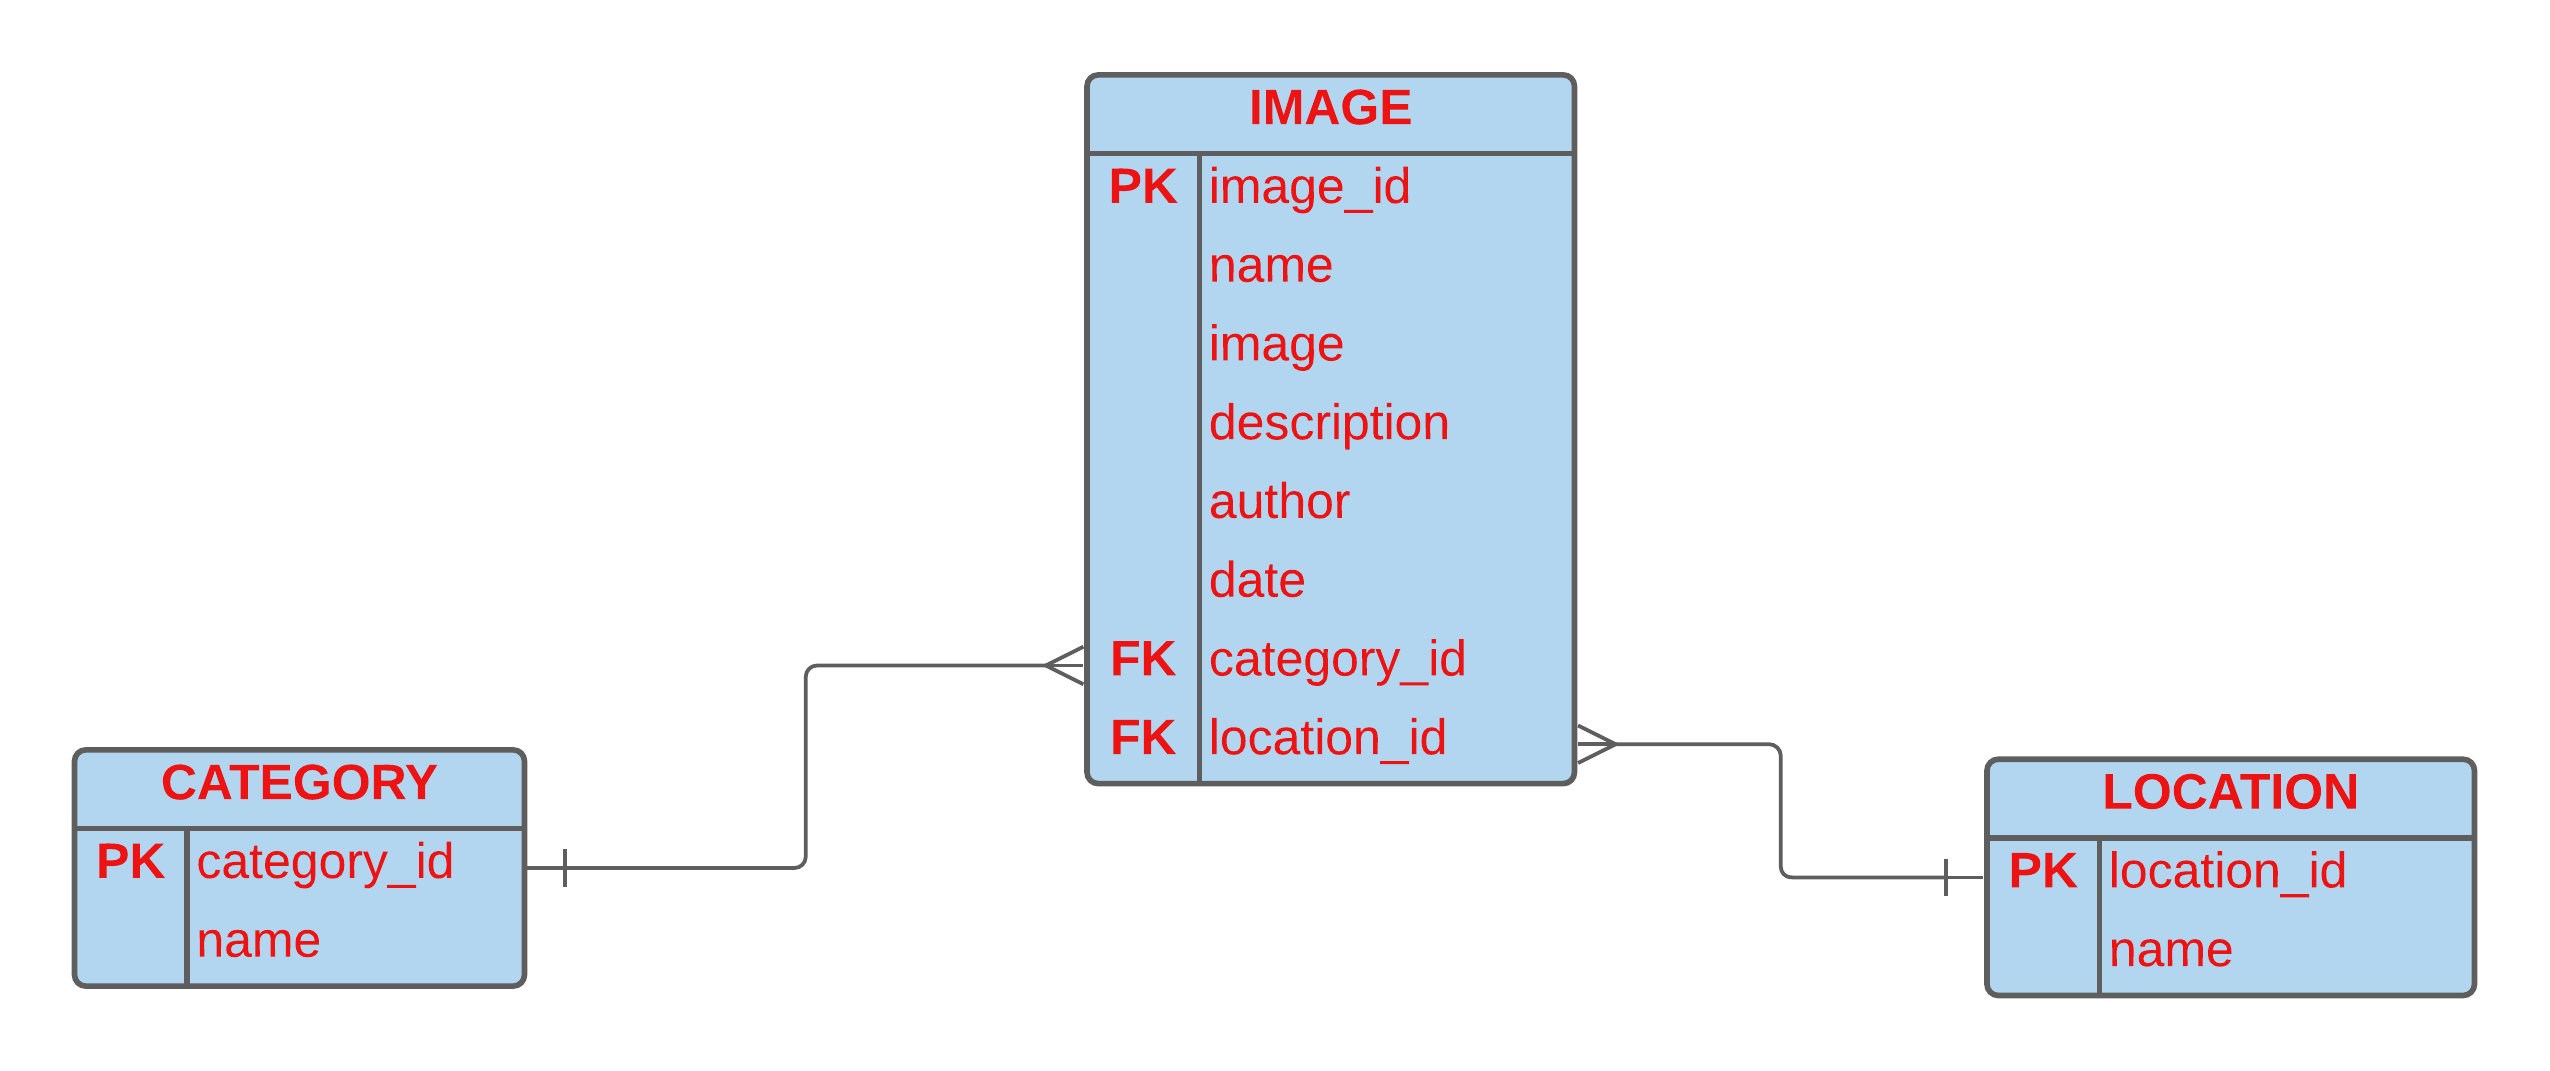 IMAGE
PK image_id
name
image
description
author
date
FK category_id
FK location_id
CATEGORY
PK category_id
name
LOCATION
PK location_id
name